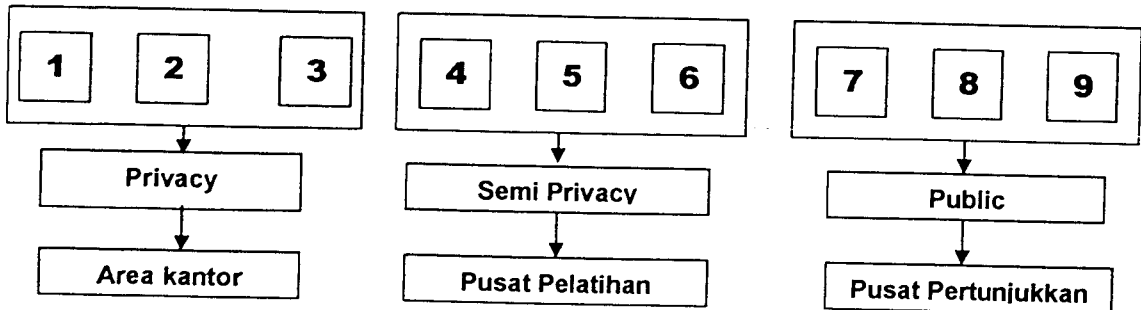 1 2 3 4 5 6 7 8 9
Privacy Semi Privacy Public
Area kantor Pusat Pelatihan Pusat Pertunjukkan